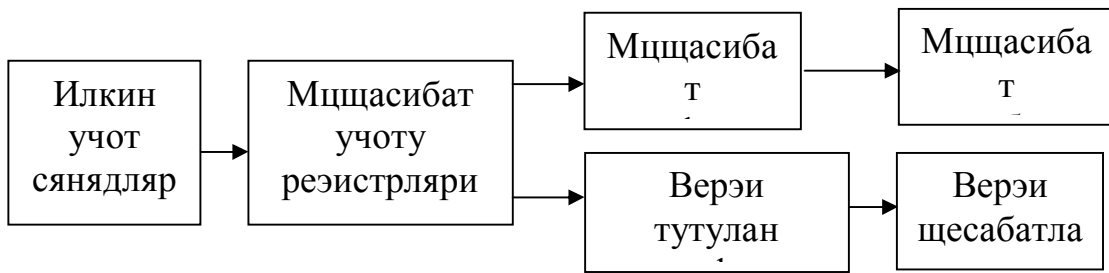 Илкин
учот
сянядляр
Мцщасибат
учоту
реэистрляри
Мцщасиба
т
Мцщасиба
т
Верэи
тутулан
Верэи
щесабатла